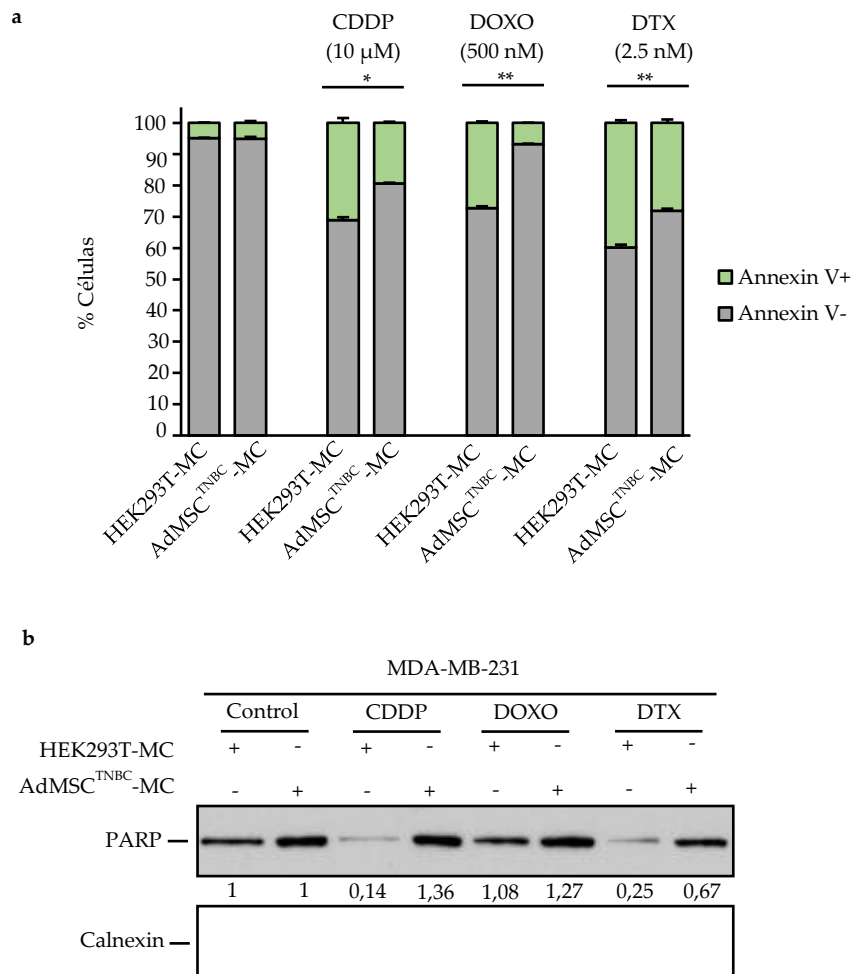 a
CDDP
(10 µM)
*
DOXO
(500 nM)
**
DTX
(2.5 nM)
**
% Células
100
90
80
70
60
50
40
30
20
10
0
HEK293T-MC
AdMSC^TNBC-MC
HEK293T-MC
AdMSC^TNBC-MC
HEK293T-MC
AdMSC^TNBC-MC
HEK293T-MC
AdMSC^TNBC-MC
Annexin V+
Annexin V-
b
MDA-MB-231
Control CDDP DOXO DTX
HEK293T-MC + - + - + - + -
AdMSC^TNBC-MC - + - + - + - +
PARP
1 1 0,14 1,36 1,08 1,27 0,25 0,67
Calnexin